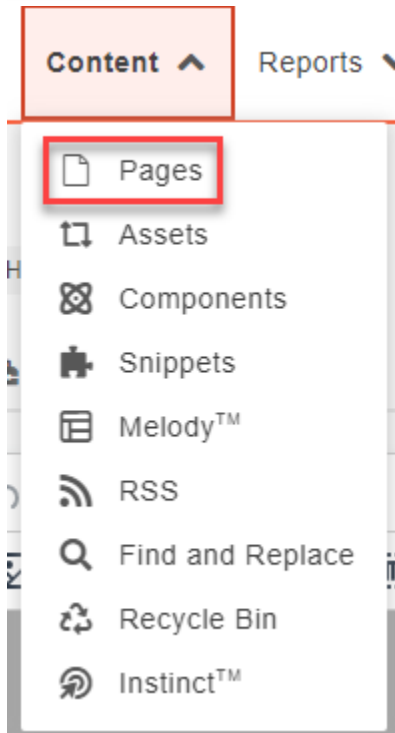 Content Reports
Pages
Assets
H
Components
Snippets
Melody™
RSS
Find and Replace
Recycle Bin
Instinct™